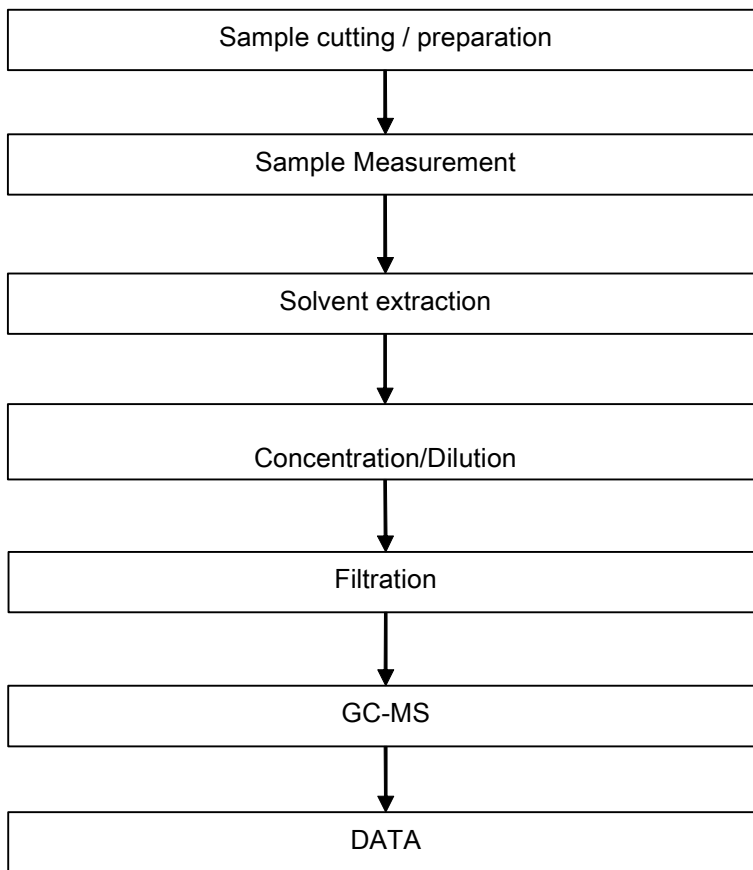 Sample cutting / preparation
Sample Measurement
Solvent extraction
Concentration/Dilution
Filtration
GC-MS
DATA